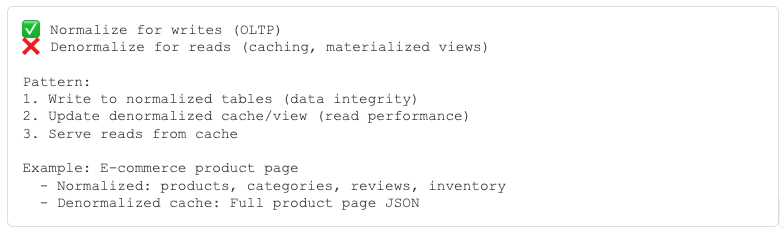 ✅ Normalize for writes (OLTP)
❌ Denormalize for reads (caching, materialized views)
Pattern:
1. Write to normalized tables (data integrity)
2. Update denormalized cache/view (read performance)
3. Serve reads from cache
Example: E-commerce product page
- Normalized: products, categories, reviews, inventory
- Denormalized cache: Full product page JSON